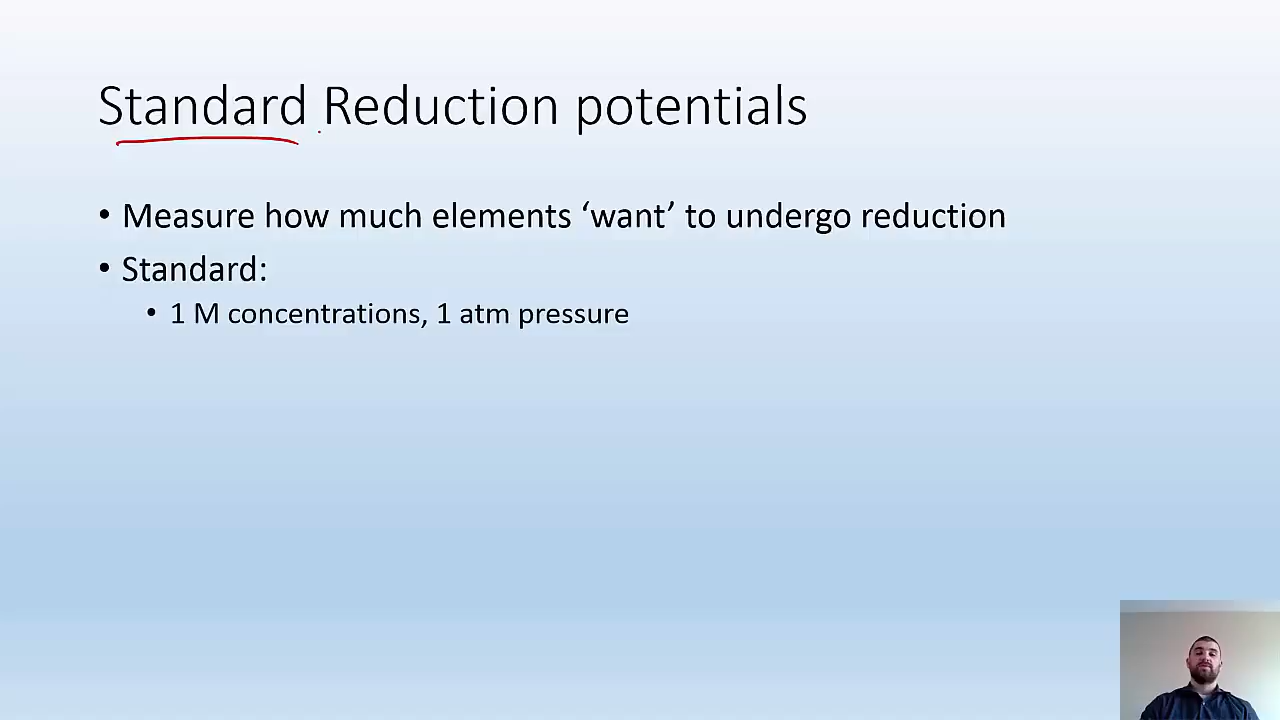 Standard Reduction potentials
• Measure how much elements ‘want’ to undergo reduction
• Standard:
• 1 M concentrations, 1 atm pressure